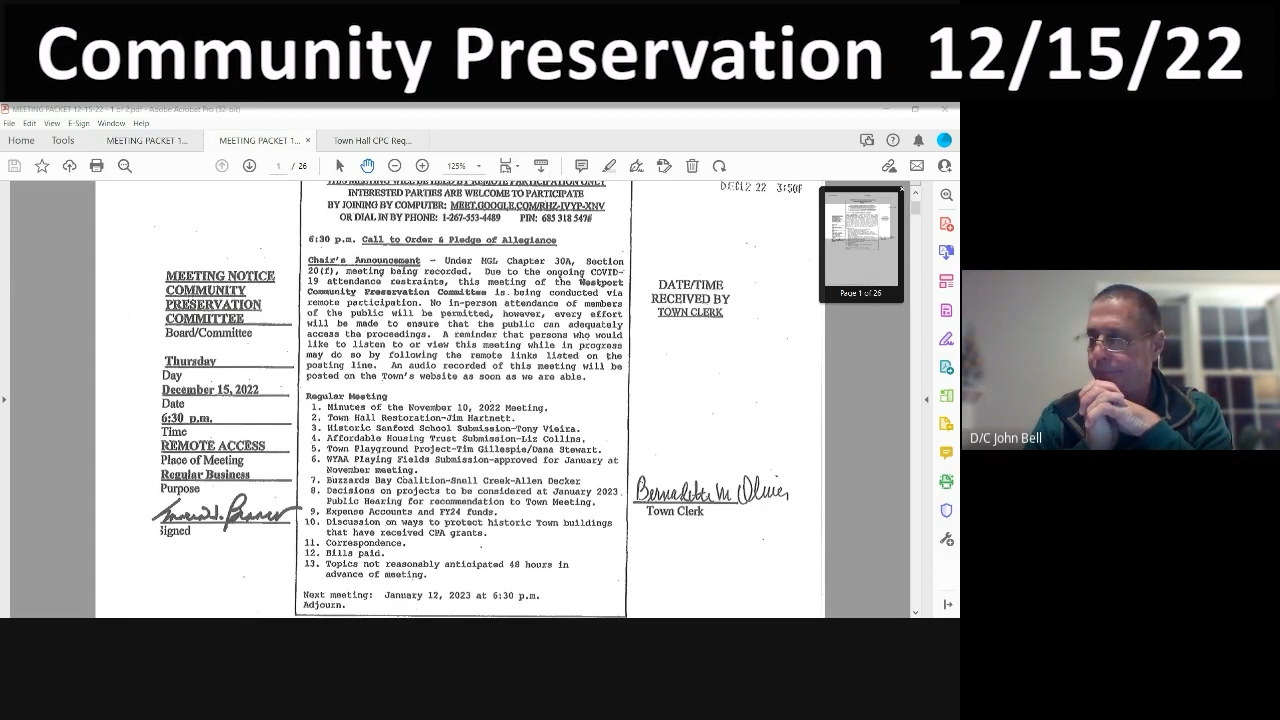 Community Preservation 12/15/22
MEETING PACKET 12-15-22 - 1 of 2.pdf - Adobe Acrobat Pro (32-bit)
File Edit View E-Sign Window Help
Home Tools MEETING PACKET 1... MEETING PACKET 1... × Town Hall CPC Req...
1 / 26 125%
THIS MEETING WILL BE HELD BY REMOTE PARTICIPATION ONLY
INTERESTED PARTIES ARE WELCOME TO PARTICIPATE
BY JOINING BY COMPUTER: MEET.GOOGLE.COM/RHZ-IVYP-XNV
OR DIAL IN BY PHONE: 1-267-553-4489 PIN: 685 318 547#
DEC 12 22 3:50P
6:30 p.m. Call to Order & Pledge of Allegiance
Chair's Announcement - Under MGL Chapter 30A, Section
20(f), meeting being recorded. Due to the ongoing COVID-
19 attendance restraints, this meeting of the Westport
Community Preservation Committee is being conducted via
remote participation. No in-person attendance of members
of the public will be permitted, however, every effort
will be made to ensure that the public can adequately
access the proceedings. A reminder that persons who would
like to listen to or view this meeting while in progress
may do so by following the remote links listed on the
posting line. An audio recorded of this meeting will be
posted on the Town's website as soon as we are able.
Regular Meeting
1. Minutes of the November 10, 2022 Meeting.
2. Town Hall Restoration-Jim Hartnett.
3. Historic Sanford School Submission-Tony Vieira.
4. Affordable Housing Trust Submission-Liz Collins.
5. Town Playground Project-Tim Gillespie/Dana Stewart.
6. WYAA Playing Fields Submission-approved for January at
November meeting.
7. Buzzards Bay Coalition-Snell Creek-Allen Decker
8. Decisions on projects to be considered at January 2023
Public Hearing for recommendation to Town Meeting.
9. Expense Accounts and FY24 funds.
10. Discussion on ways to protect historic Town buildings
that have received CPA grants.
11. Correspondence.
12. Bills paid.
13. Topics not reasonably anticipated 48 hours in
advance of meeting.
Next meeting: January 12, 2023 at 6:30 p.m.
Adjourn.
MEETING NOTICE
COMMUNITY
PRESERVATION
COMMITTEE
Board/Committee
Thursday
Day
December 15, 2022
Date
6:30 p.m.
Time
REMOTE ACCESS
Place of Meeting
Regular Business
Purpose
Signed
DATE/TIME
RECEIVED BY
TOWN CLERK
Bernadette M Oliver
Town Clerk
Page 1 of 26
D/C John Bell